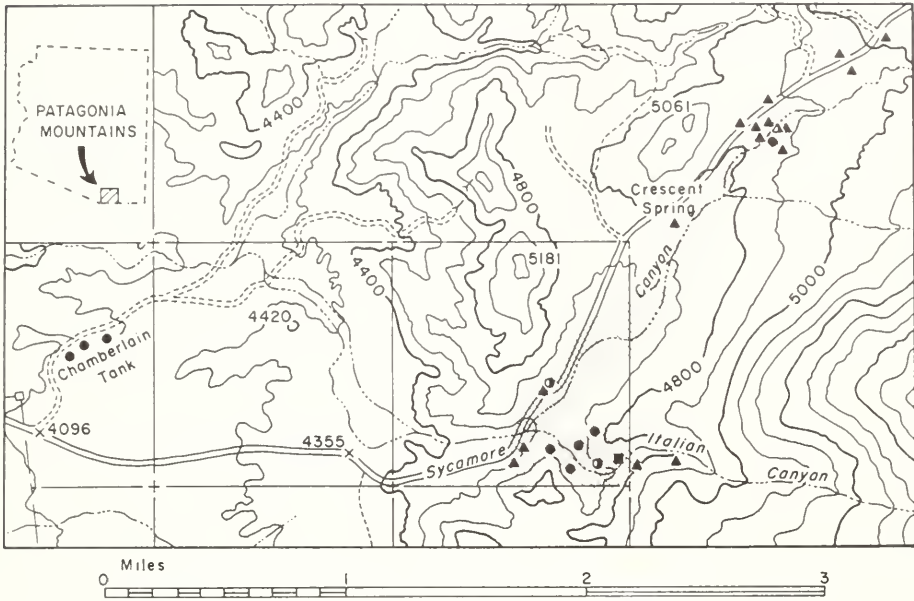 PATAGONIA
MOUNTAINS
4400
5061
4800
Crescent
Spring
Canyon
5181
4400
5000
4420
Chamberlain
Tank
4800
4096
4355
Sycamore
Italian
Canyon
Miles
0 1 2 3